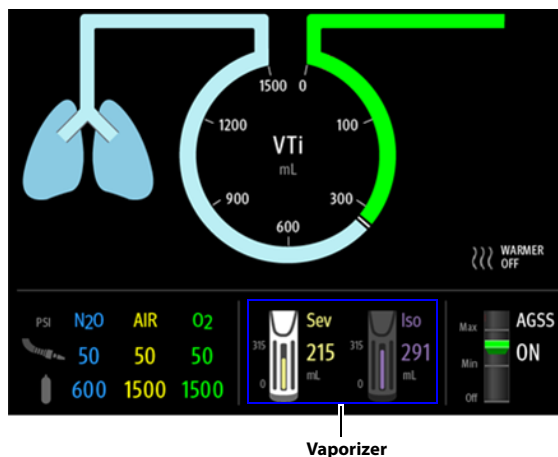 1500 0
1200 100
VTi
mL
900 300
600
WARMER
OFF
PSI N2O AIR O2
50 50 50
600 1500 1500
Sev
315 215
mL
0
Iso
315 291
mL
0
Max AGSS
Min ON
Off
Vaporizer